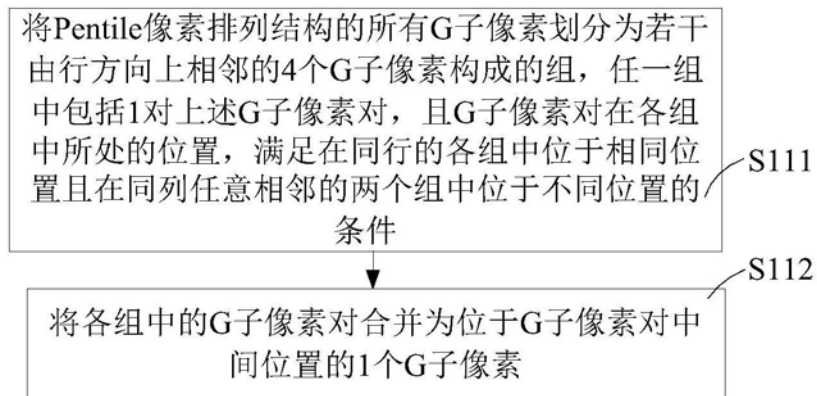 将Pentile像素排列结构的所有G子像素划分为若干
由行方向上相邻的4个G子像素构成的组，任一组
中包括1对上述G子像素对，且G子像素对在各组
中所处的位置，满足在同行的各组中位于相同位
置且在同列任意相邻的两个组中位于不同位置的
条件
S111
S112
将各组中的G子像素对合并为位于G子像素对中
间位置的1个G子像素